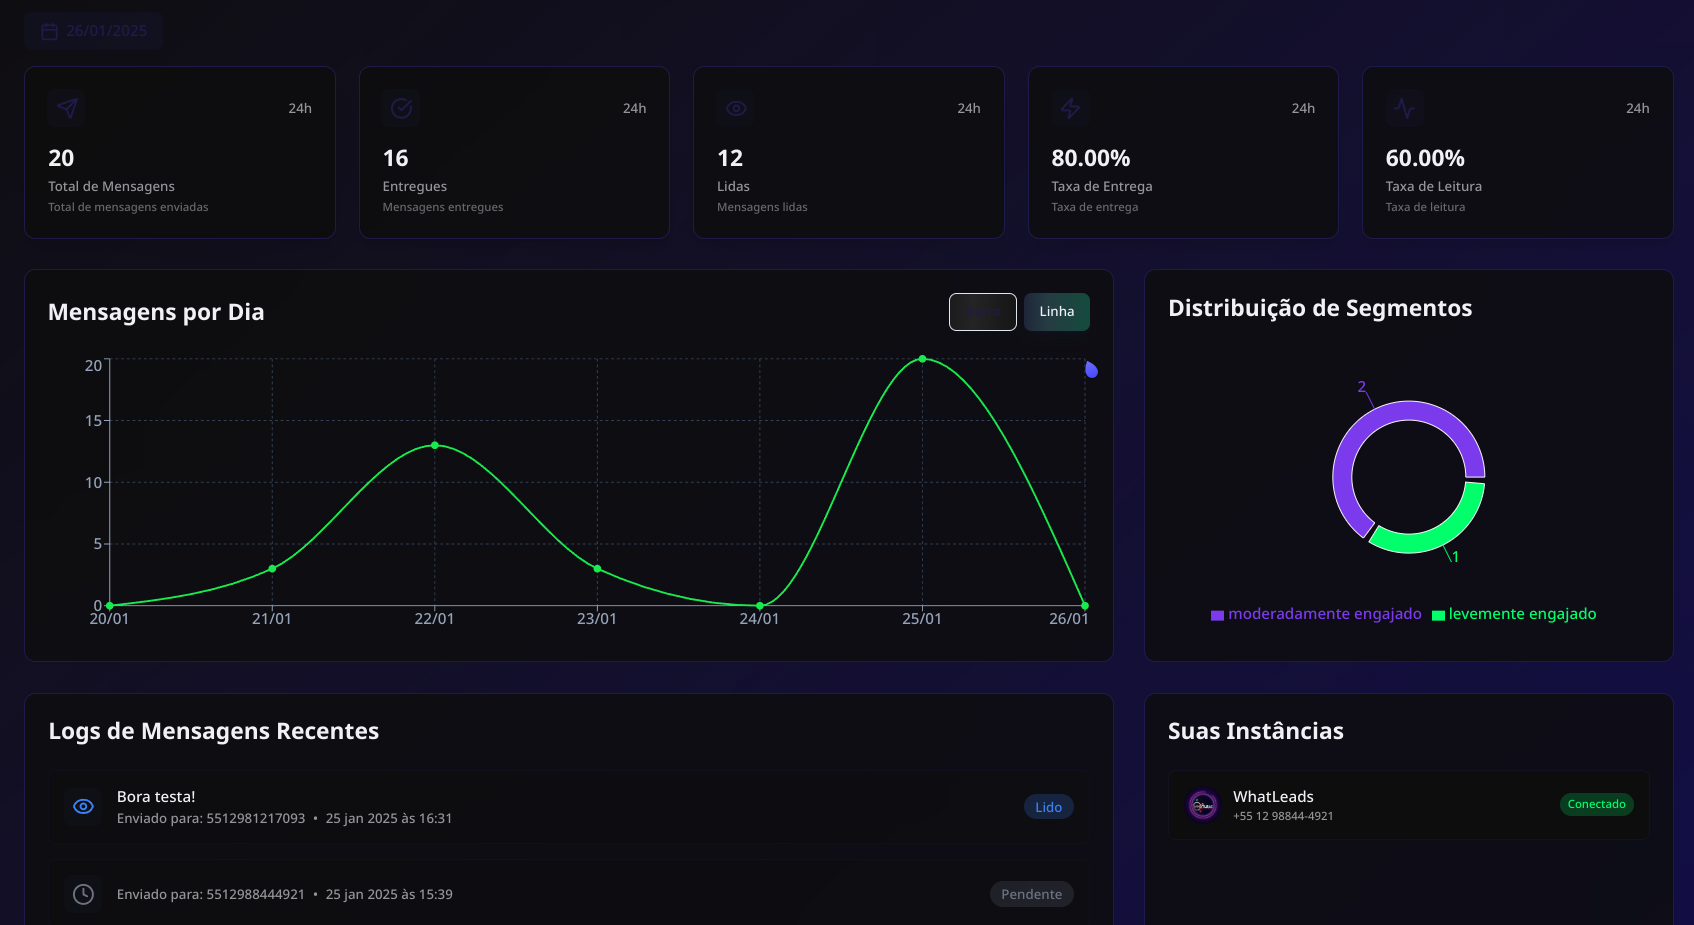 26/01/2025
24h
20
Total de Mensagens
Total de mensagens enviadas
24h
16
Entregues
Mensagens entregues
24h
12
Lidas
Mensagens lidas
24h
80.00%
Taxa de Entrega
Taxa de entrega
24h
60.00%
Taxa de Leitura
Taxa de leitura
Mensagens por Dia
Linha
20
15
10
5
0
20/01 21/01 22/01 23/01 24/01 25/01 26/01
Distribuição de Segmentos
2
1
moderadamente engajado levemente engajado
Logs de Mensagens Recentes
Bora testa!
Enviado para: 5512981217093 • 25 jan 2025 às 16:31
Lido
Enviado para: 5512988444921 • 25 jan 2025 às 15:39
Pendente
Suas Instâncias
WhatLeads
+55 12 98844-4921
Conectado